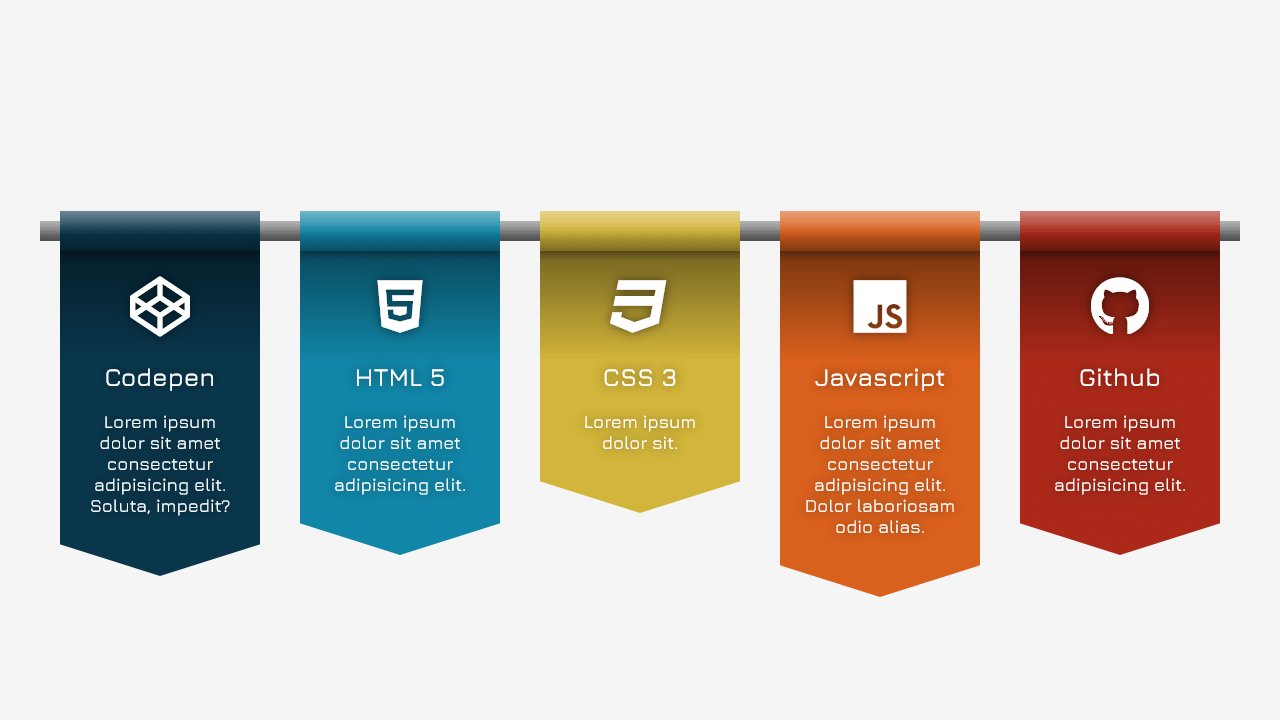 Codepen
Lorem ipsum
dolor sit amet
consectetur
adipisicing elit.
Soluta, impedit?
5
HTML 5
Lorem ipsum
dolor sit amet
consectetur
adipisicing elit.
CSS 3
Lorem ipsum
dolor sit.
JS
Javascript
Lorem ipsum
dolor sit amet
consectetur
adipisicing elit.
Dolor laboriosam
odio alias.
Github
Lorem ipsum
dolor sit amet
consectetur
adipisicing elit.